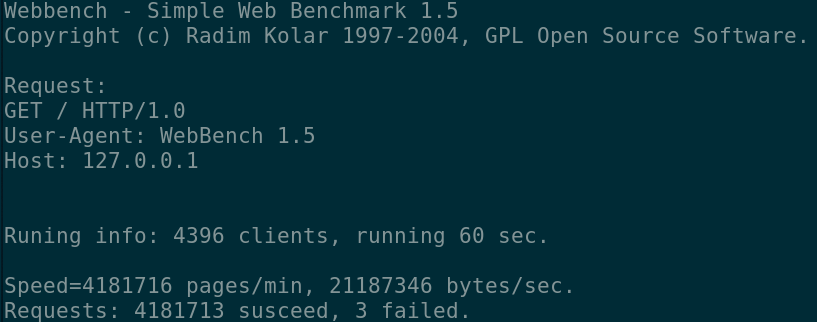 Webbench - Simple Web Benchmark 1.5
Copyright (c) Radim Kolar 1997-2004, GPL Open Source Software.
Request:
GET / HTTP/1.0
User-Agent: WebBench 1.5
Host: 127.0.0.1
Runing info: 4396 clients, running 60 sec.
Speed=4181716 pages/min, 21187346 bytes/sec.
Requests: 4181713 susceed, 3 failed.